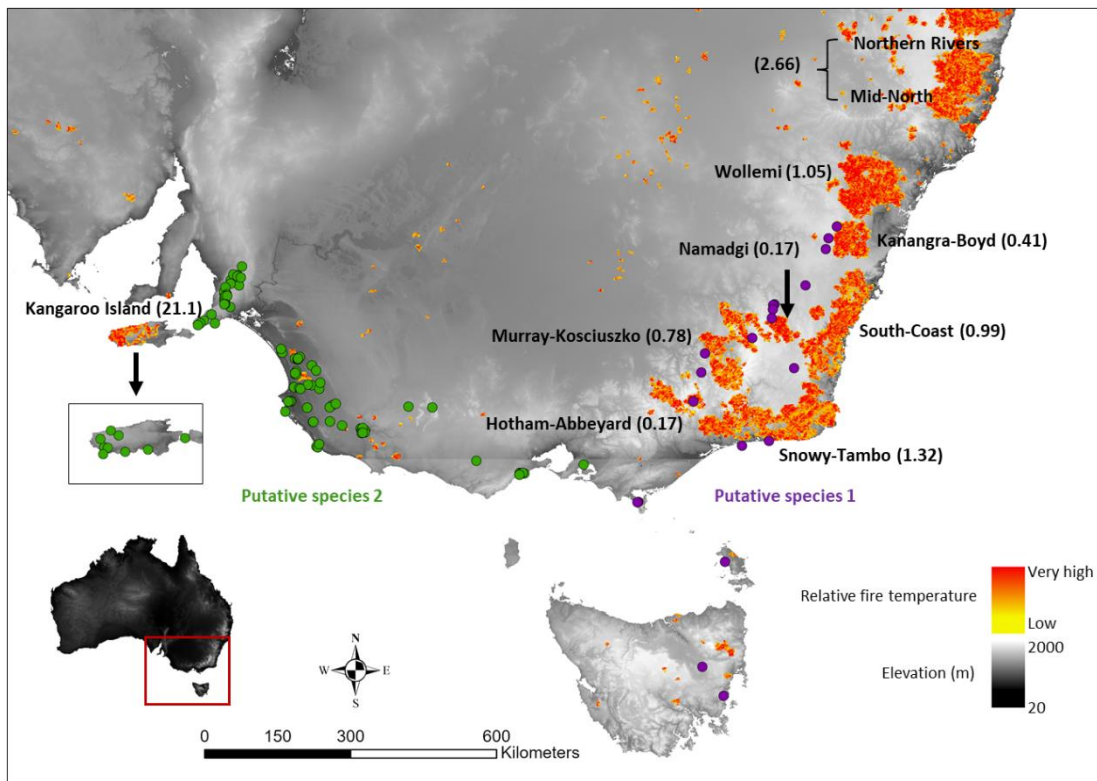 Northern Rivers
(2.66)
Mid-North
Wollemi (1.05)
Namadgi (0.17)
Kanangra-Boyd (0.41)
Kangaroo Island (21.1)
Murray-Kosciuszko (0.78)
South-Coast (0.99)
Hotham-Abbeyard (0.17)
Snowy-Tambo (1.32)
Putative species 2
Putative species 1
Relative fire temperature
Very high
Low
Elevation (m)
2000
20
N
W E
S
0 150 300 600
Kilometers